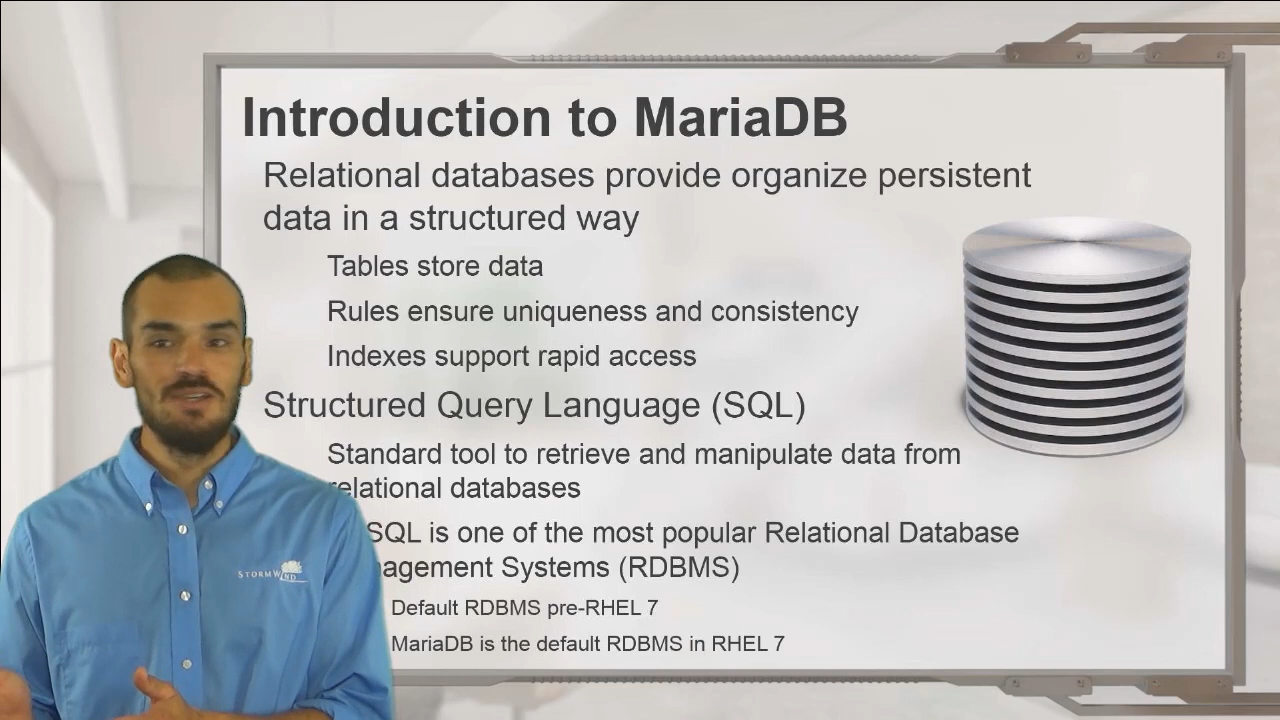 Introduction to MariaDB
Relational databases provide organize persistent
data in a structured way
Tables store data
Rules ensure uniqueness and consistency
Indexes support rapid access
Structured Query Language (SQL)
Standard tool to retrieve and manipulate data from
relational databases
SQL is one of the most popular Relational Database
agement Systems (RDBMS)
Default RDBMS pre-RHEL 7
MariaDB is the default RDBMS in RHEL 7
STORMWIND